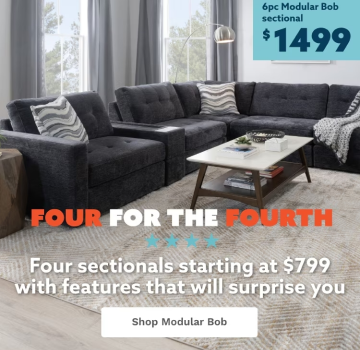 6pc Modular Bob
sectional
$1499
FOUR FOR THE FOURTH
Four sectionals starting at $799
with features that will surprise you
Shop Modular Bob